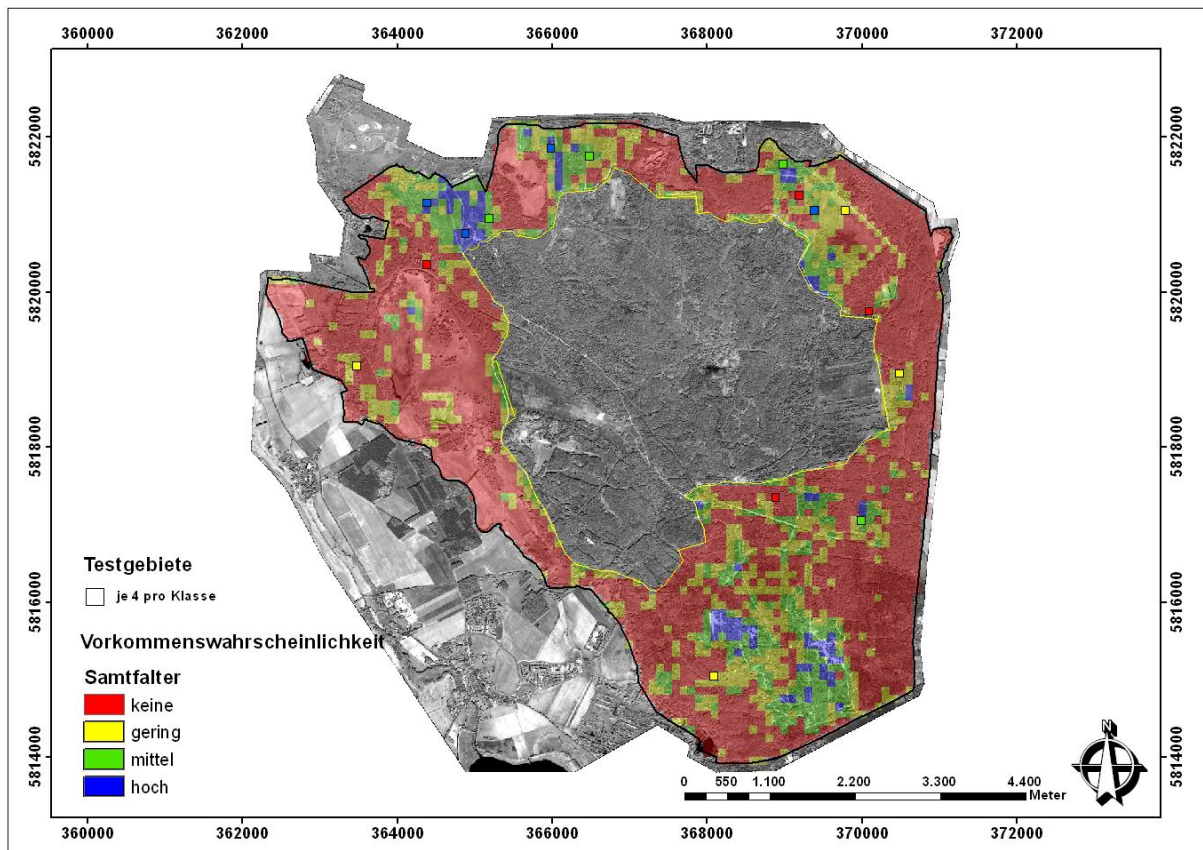 360000 362000 364000 366000 368000 370000 372000
5822000 5822000
5820000 5820000
5818000 5818000
5816000 5816000
5814000 5814000
Testgebiete
je 4 pro Klasse
Vorkommenswahrscheinlichkeit
Samtfalter
keine
gering
mittel
hoch
N
0 550 1.100 2.200 3.300 4.400
Meter
360000 362000 364000 366000 368000 370000 372000